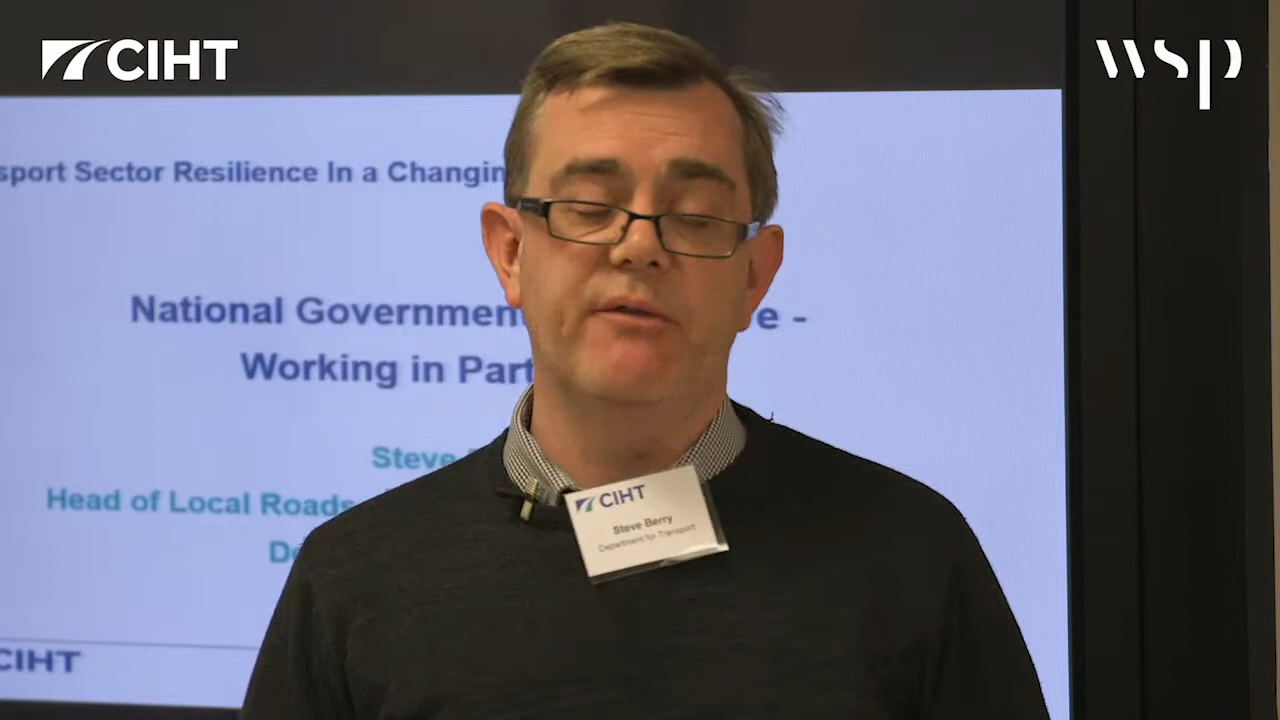 CIHT
wsp
sport Sector Resilience In a Changin
National Governmen e -
Working in Part
Steve
Head of Local Roads
De
CIHT
CIHT
Steve Berry
Department for Transport